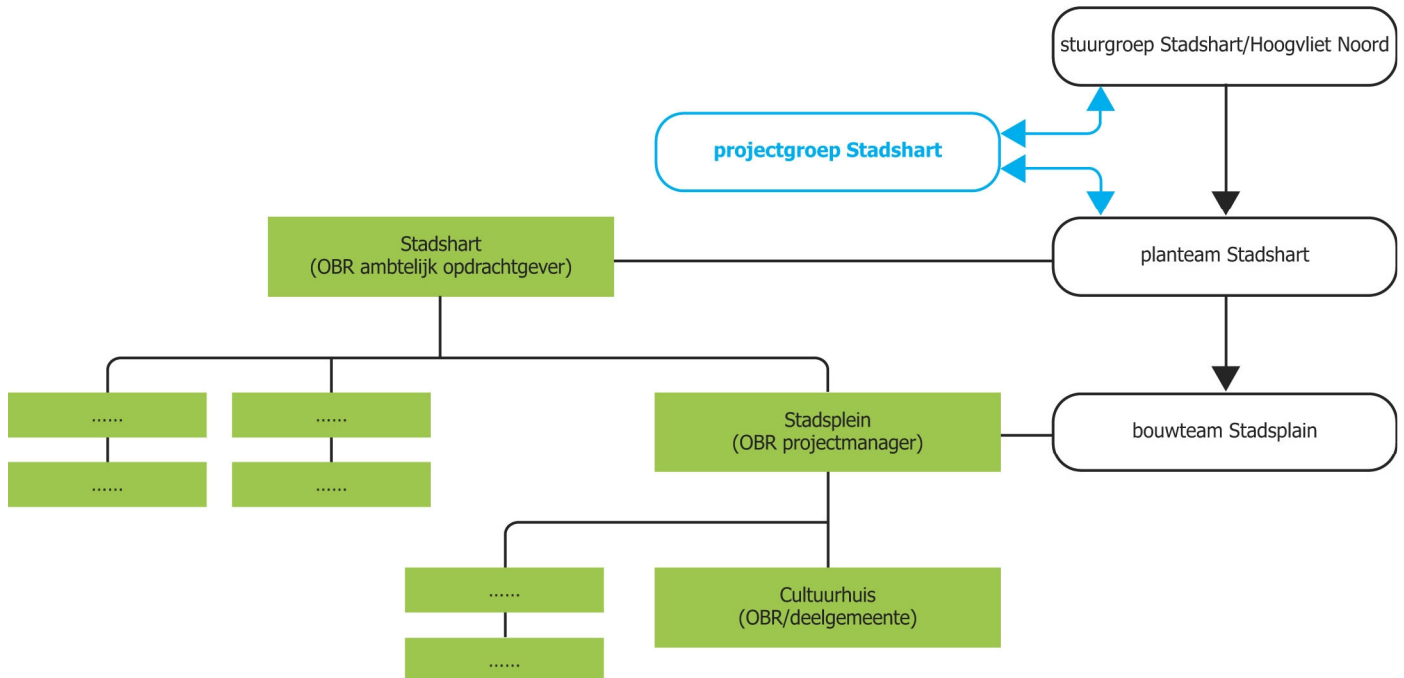 stuurgroep Stadshart/Hoogvliet Noord
projectgroep Stadshart
Stadshart
(OBR ambtelijk opdrachtgever)
planteam Stadshart
......
......
Stadsplein
(OBR projectmanager)
bouwteam Stadsplain
......
......
......
Cultuurhuis
(OBR/deelgemeente)
......